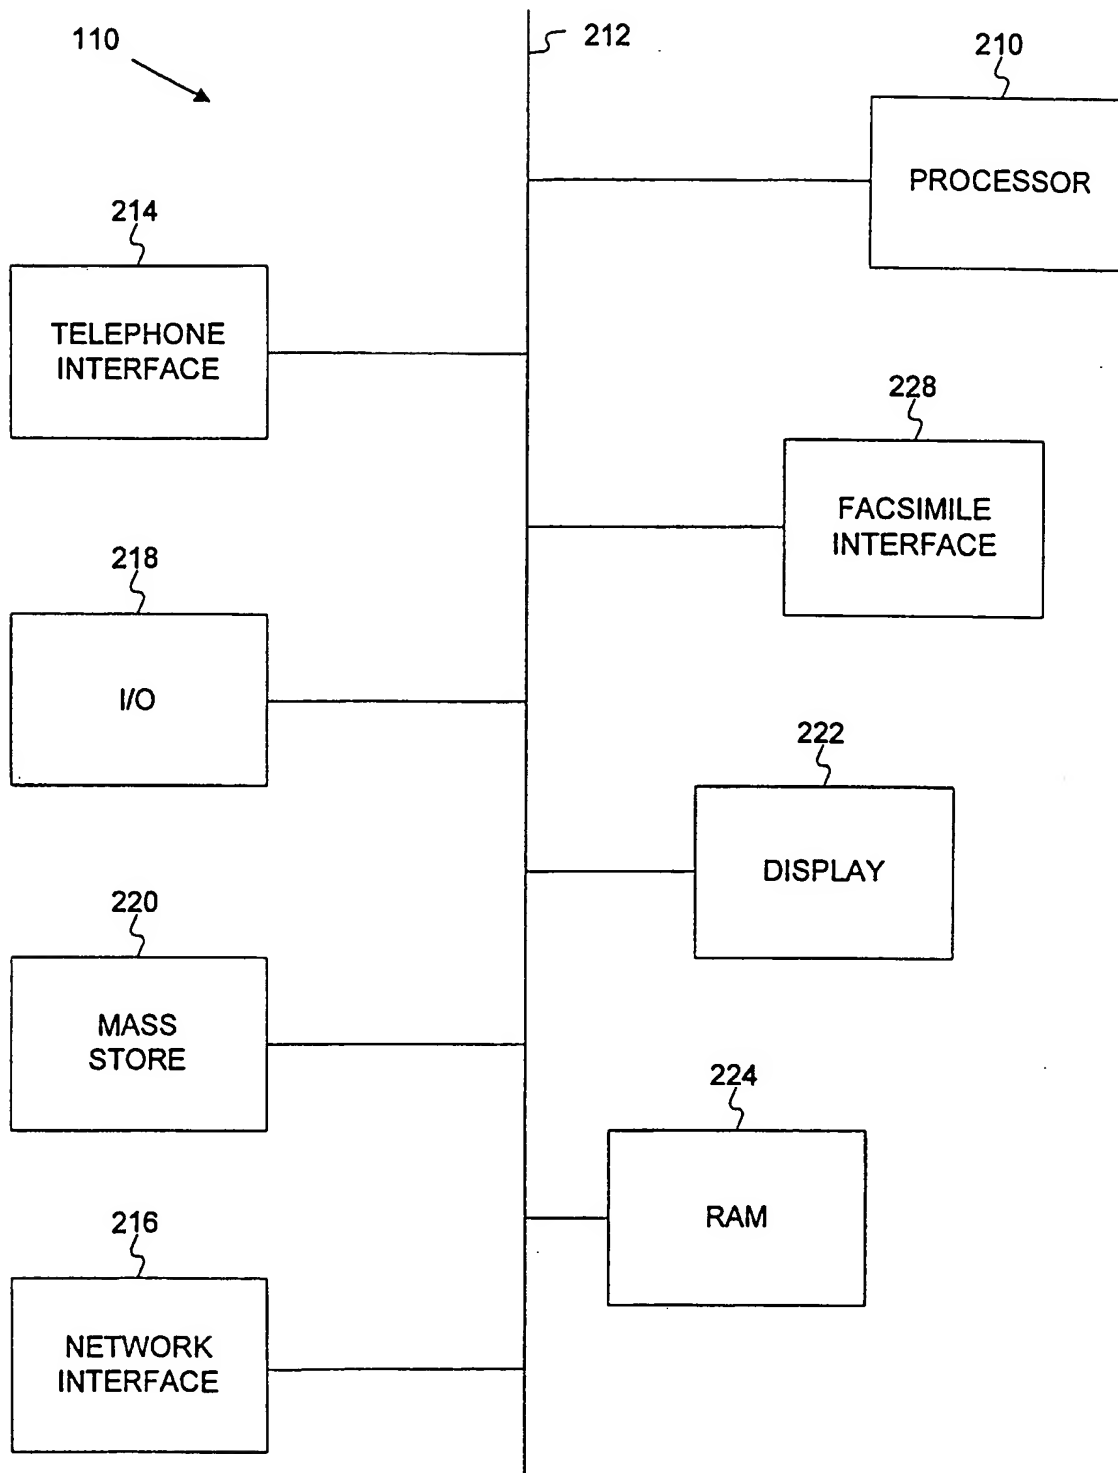 110
212
210
PROCESSOR
214
TELEPHONE
INTERFACE
228
FACSIMILE
INTERFACE
218
I/O
222
DISPLAY
220
MASS
STORE
224
RAM
216
NETWORK
INTERFACE